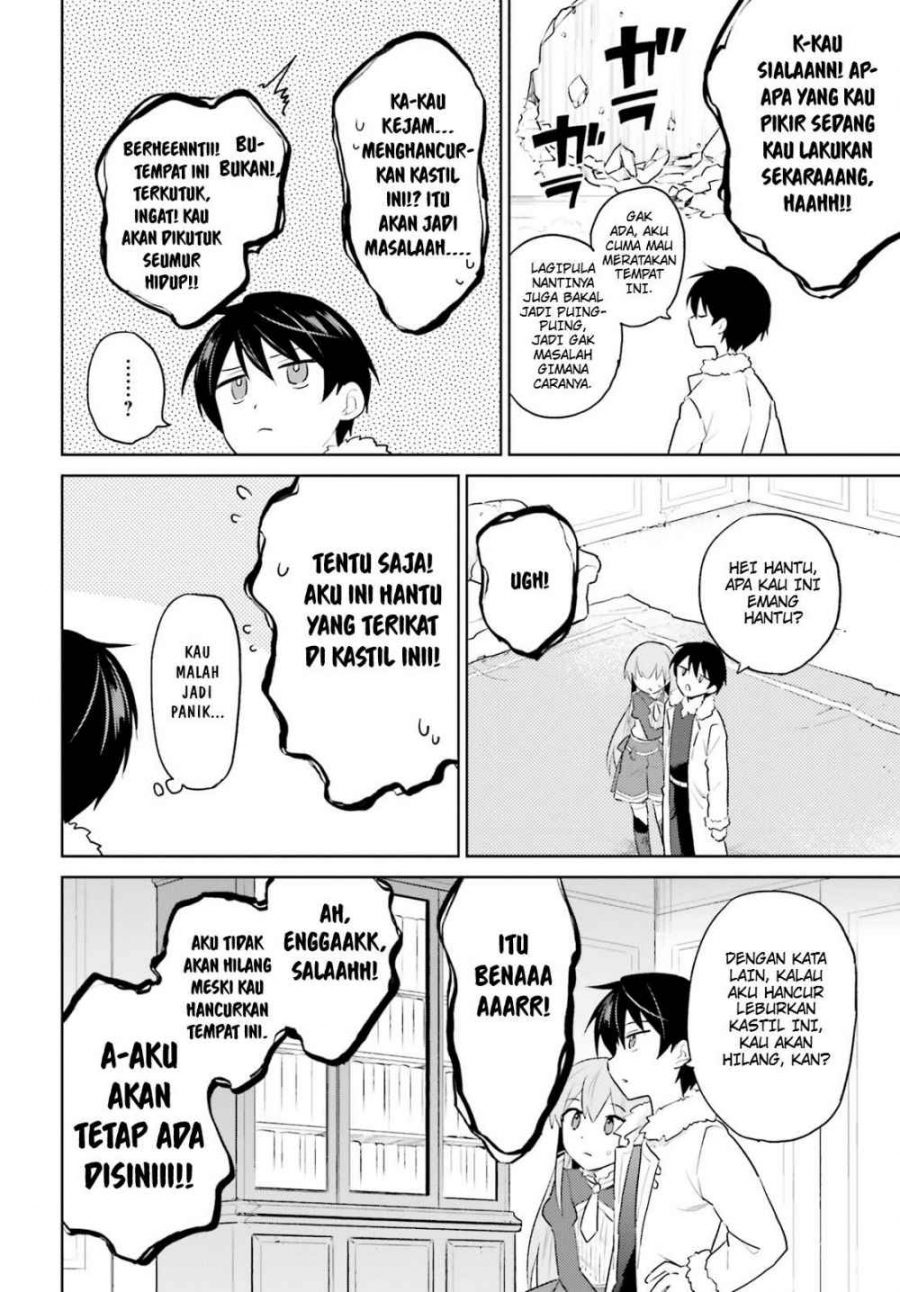 K-KAU
SIALAANN! AP-
APA YANG KAU
PIKIR SEDANG
KAU LAKUKAN
SEKARAAANG,
HAAHH!!
ガガガ
GAK
ADA, AKU
CUMA MAU
MERATAKAN
TEMPAT
INI.
LAGIPULA
NANTINYA
JUGA BAKAL
JADI PUING-
PUING,
JADI GAK
MASALAH
GIMANA
CARANYA.
KA-KAU
KEJAM...
MENGHANCUR-
KAN KASTIL
INI!? ITU
AKAN JADI
MASALAAH....
BU-
BUKAN!,
BERHEENNTII!
TEMPAT INI
TERKUTUK,
INGAT! KAU
AKAN DIKUTUK
SEUMUR
HIDUP!!
......?
HEI HANTU,
APA KAU INI
EMANG
HANTU?
UGH!
TENTU SAJA!
AKU INI HANTU
YANG TERIKAT
DI KASTIL INII!
KAU
MALAH
JADI
PANIK...
DENGAN KATA
LAIN, KALAU
AKU HANCUR
LEBURKAN
KASTIL INI,
KAU AKAN
HILANG, KAN?
ITU
BENAAA
AAAARR!
AH,
ENGGAAKK,
SALAAHH!
AKU TIDAK
AKAN HILANG
MESKI KAU
HANCURKAN
TEMPAT INI.
A-AKU
AKAN
TETAP ADA
DISINIII!!